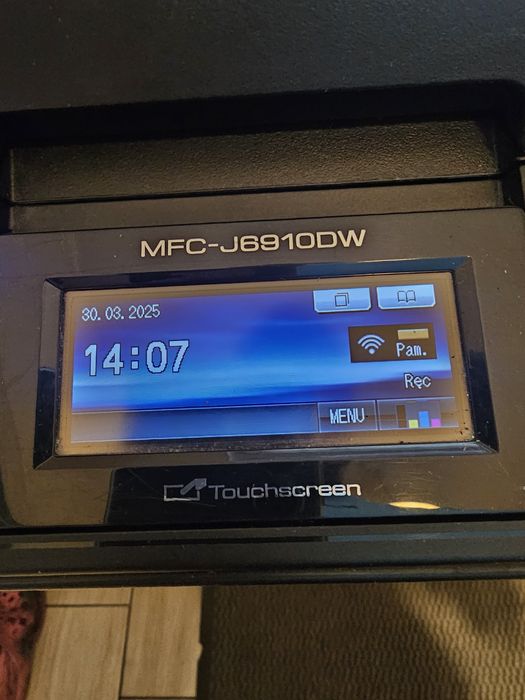 MFC-J6910DW
30.03.2025
14:07
Pam.
Ręc
MENU
Touchscreen